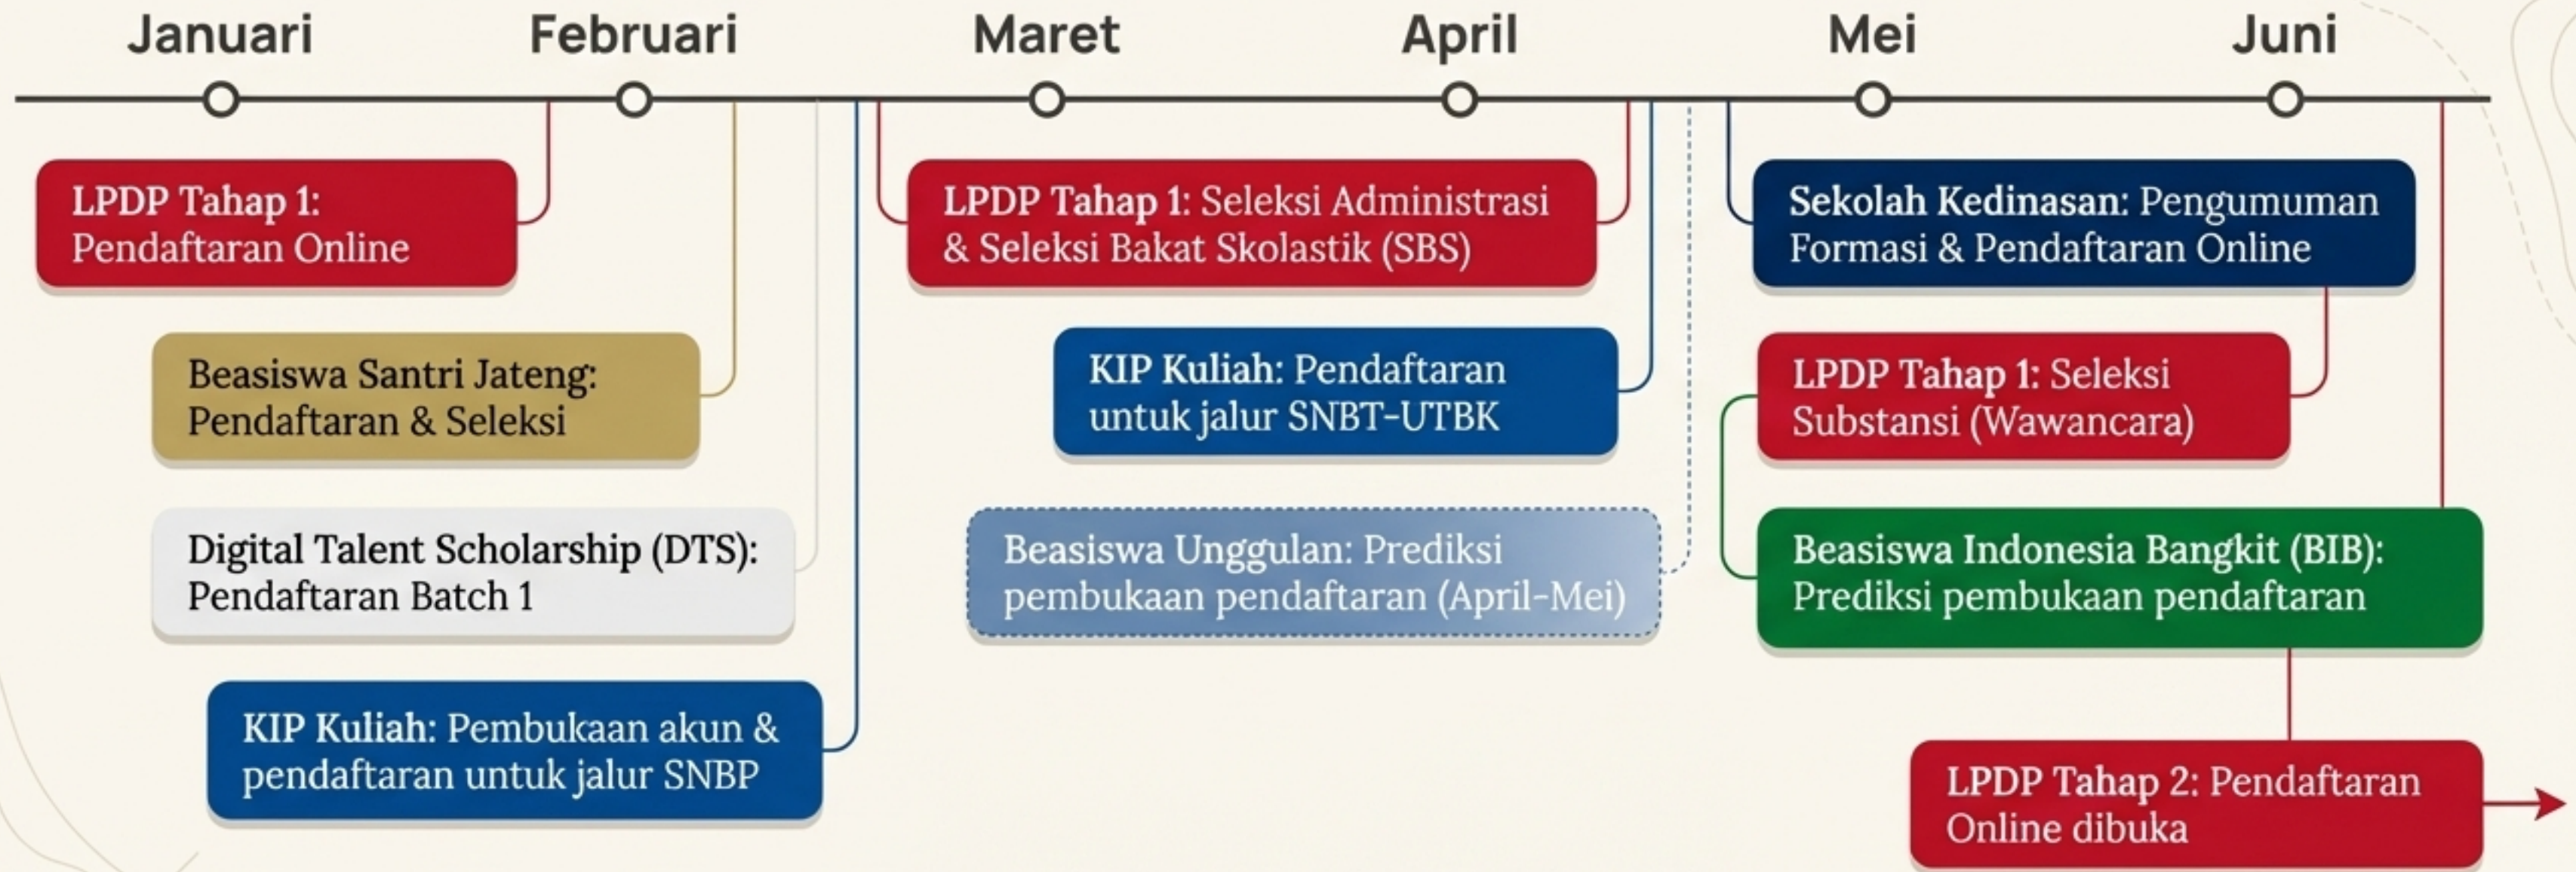 Januari
Februari
Maret
April
Mei
Juni
LPDP Tahap 1:
Pendaftaran Online
Beasiswa Santri Jateng:
Pendaftaran & Seleksi
Digital Talent Scholarship (DTS):
Pendaftaran Batch 1
KIP Kuliah: Pembukaan akun &
pendaftaran untuk jalur SNBP
LPDP Tahap 1: Seleksi Administrasi
& Seleksi Bakat Skolastik (SBS)
KIP Kuliah: Pendaftaran
untuk jalur SNBT-UTBK
Beasiswa Unggulan: Prediksi
pembukaan pendaftaran (April-Mei)
Sekolah Kedinasan: Pengumuman
Formasi & Pendaftaran Online
LPDP Tahap 1: Seleksi
Substansi (Wawancara)
Beasiswa Indonesia Bangkit (BIB):
Prediksi pembukaan pendaftaran
LPDP Tahap 2: Pendaftaran
Online dibuka